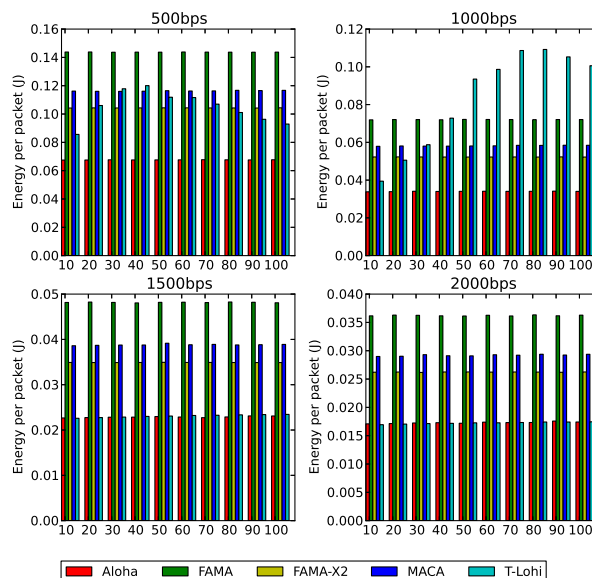 500bps
1000bps
Energy per packet (J)
0.16
0.14
0.12
0.10
0.08
0.06
0.04
0.02
0.00
10 20 30 40 50 60 70 80 90 100
Energy per packet (J)
0.12
0.10
0.08
0.06
0.04
0.02
0.00
10 20 30 40 50 60 70 80 90 100
1500bps
2000bps
Energy per packet (J)
0.05
0.04
0.03
0.02
0.01
0.00
10 20 30 40 50 60 70 80 90 100
Energy per packet (J)
0.040
0.035
0.030
0.025
0.020
0.015
0.010
0.005
0.000
10 20 30 40 50 60 70 80 90 100
Aloha FAMA FAMA-X2 MACA T-Lohi